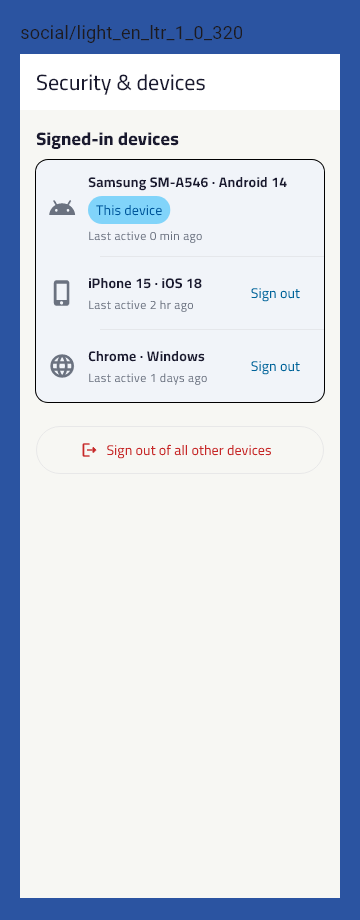 social/light_en_ltr_1_0_320
Security & devices
Signed-in devices
Samsung SM-A546 · Android 14
This device
Last active 0 min ago
iPhone 15 · iOS 18
Last active 2 hr ago
Sign out
Chrome · Windows
Last active 1 days ago
Sign out
Sign out of all other devices